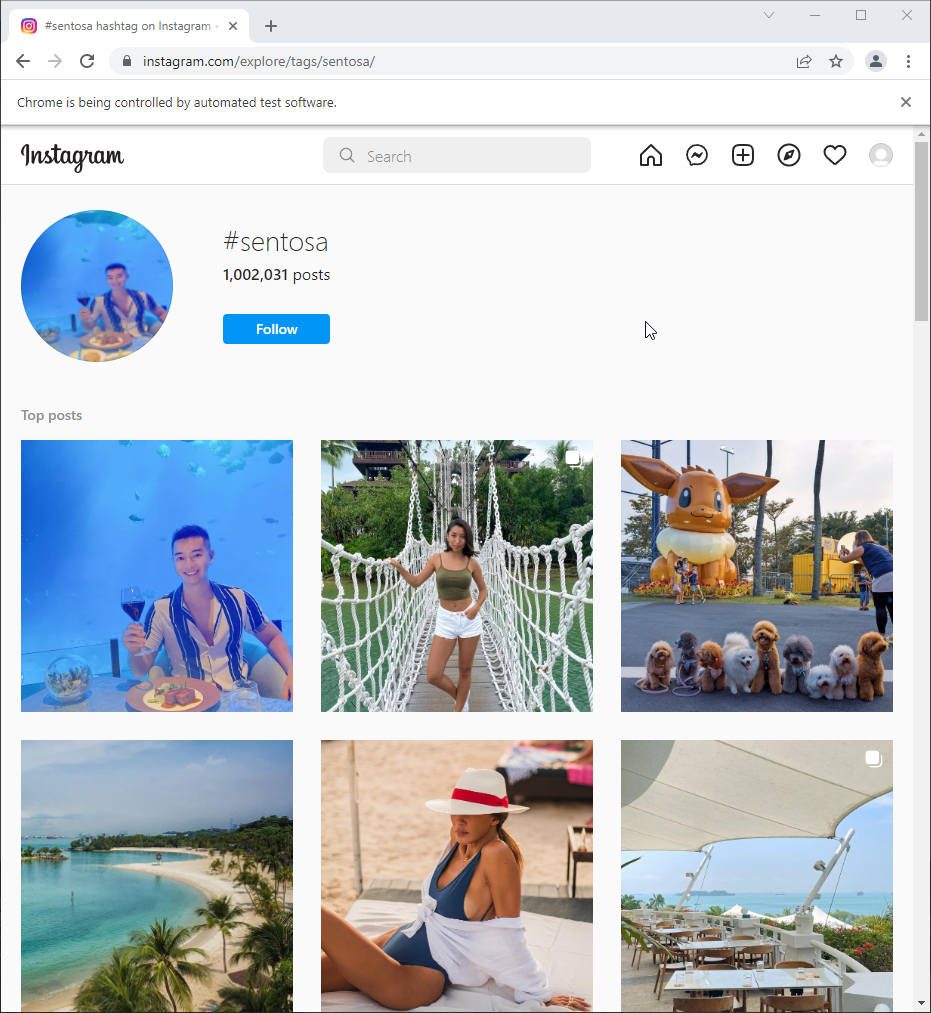 #sentosa hashtag on Instagram
instagram.com/explore/tags/sentosa/
Chrome is being controlled by automated test software.
Instagram
Search
#sentosa
1,002,031 posts
Follow
Top posts